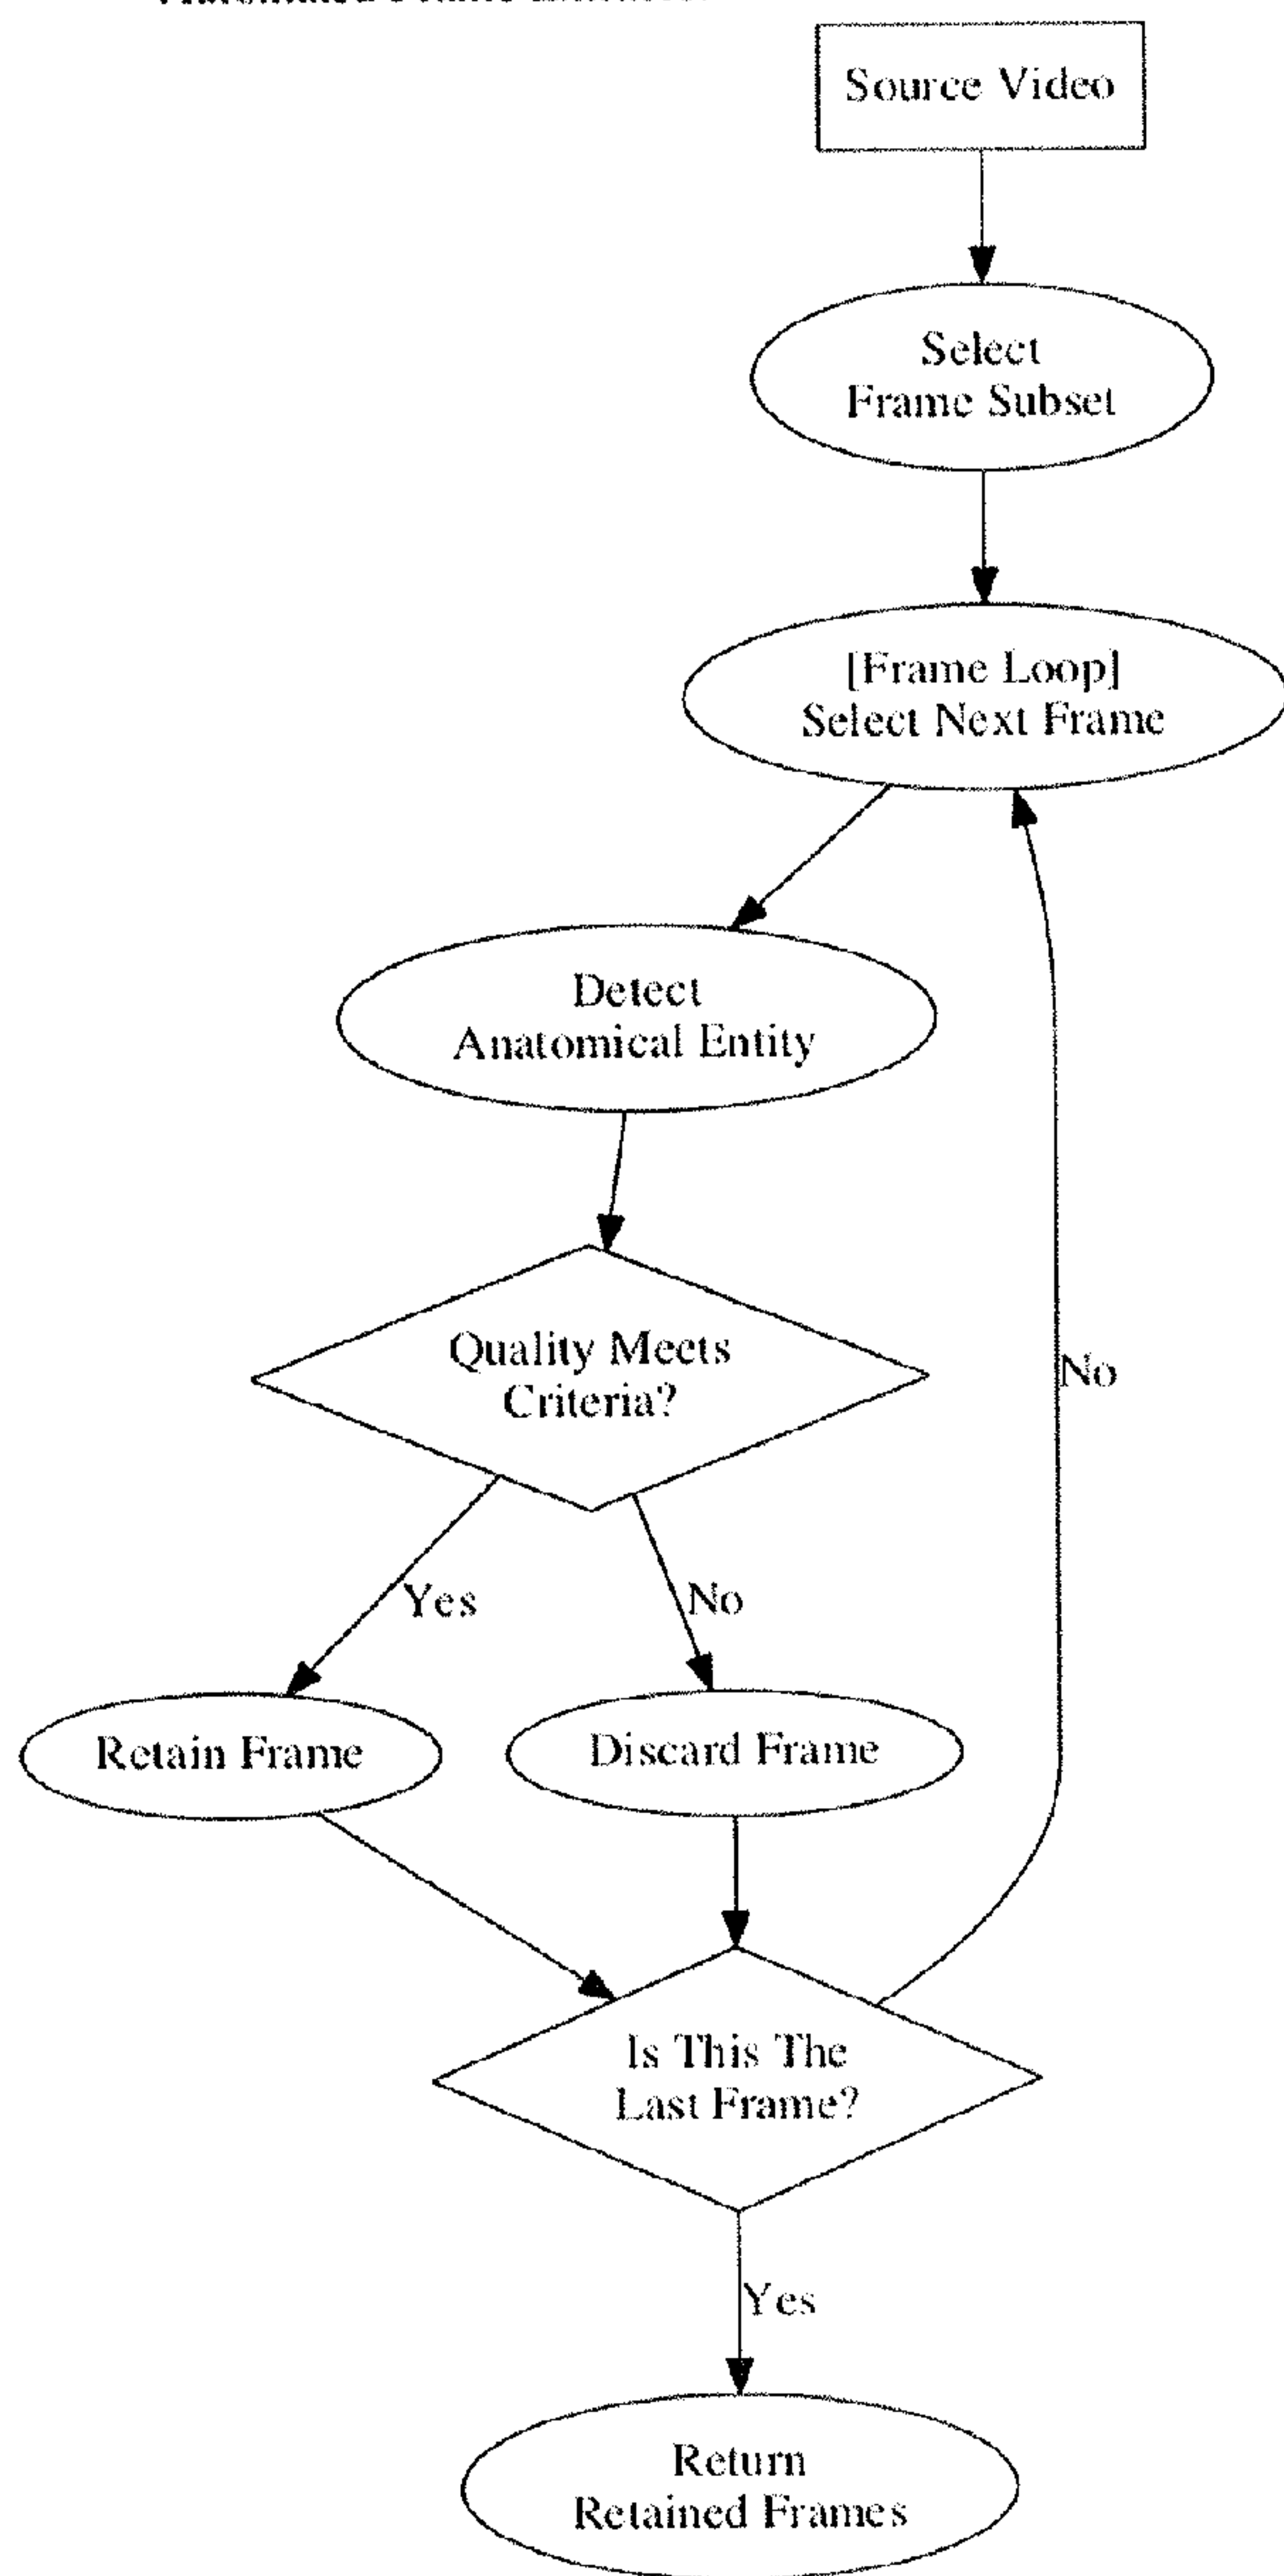 Source Video
Select
Frame Subset
[Frame Loop]
Select Next Frame
Detect
Anatomical Entity
Quality Meets
Criteria?
No
Yes
No
Retain Frame
Discard Frame
Is This The
Last Frame?
Yes
Return
Retained Frames